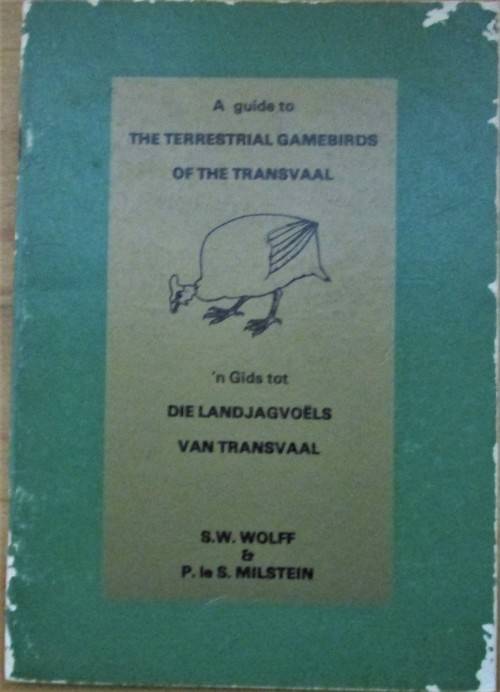 A guide to
THE TERRESTRIAL GAMEBIRDS
OF THE TRANSVAAL
'n Gids tot
DIE LANDJAGVOËLS
VAN TRANSVAAL
S.W. WOLFF
&
P. le S. MILSTEIN